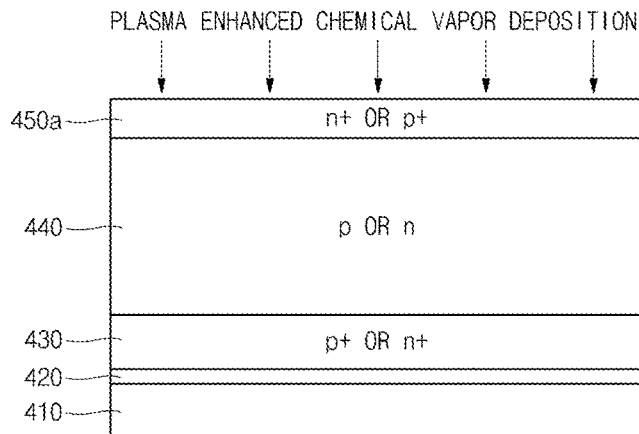 PLASMA ENHANCED CHEMICAL VAPOR DEPOSITION
450a
n+ OR p+
440
p OR n
430
p+ OR n+
420
410